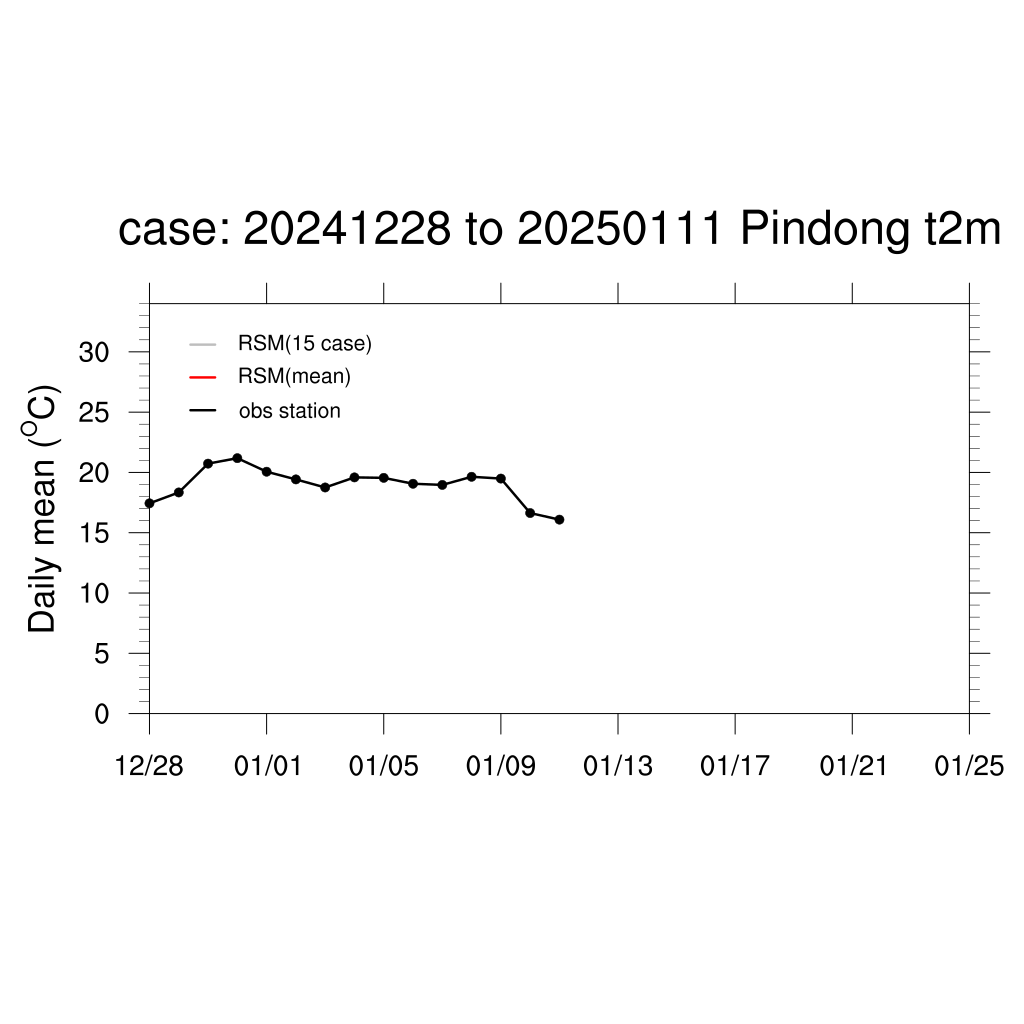 case: 20241228 to 20250111 Pindong t2m
RSM(15 case)
RSM(mean)
obs station
Daily mean (°C)
30
25
20
15
10
5
0
12/28 01/01 01/05 01/09 01/13 01/17 01/21 01/25